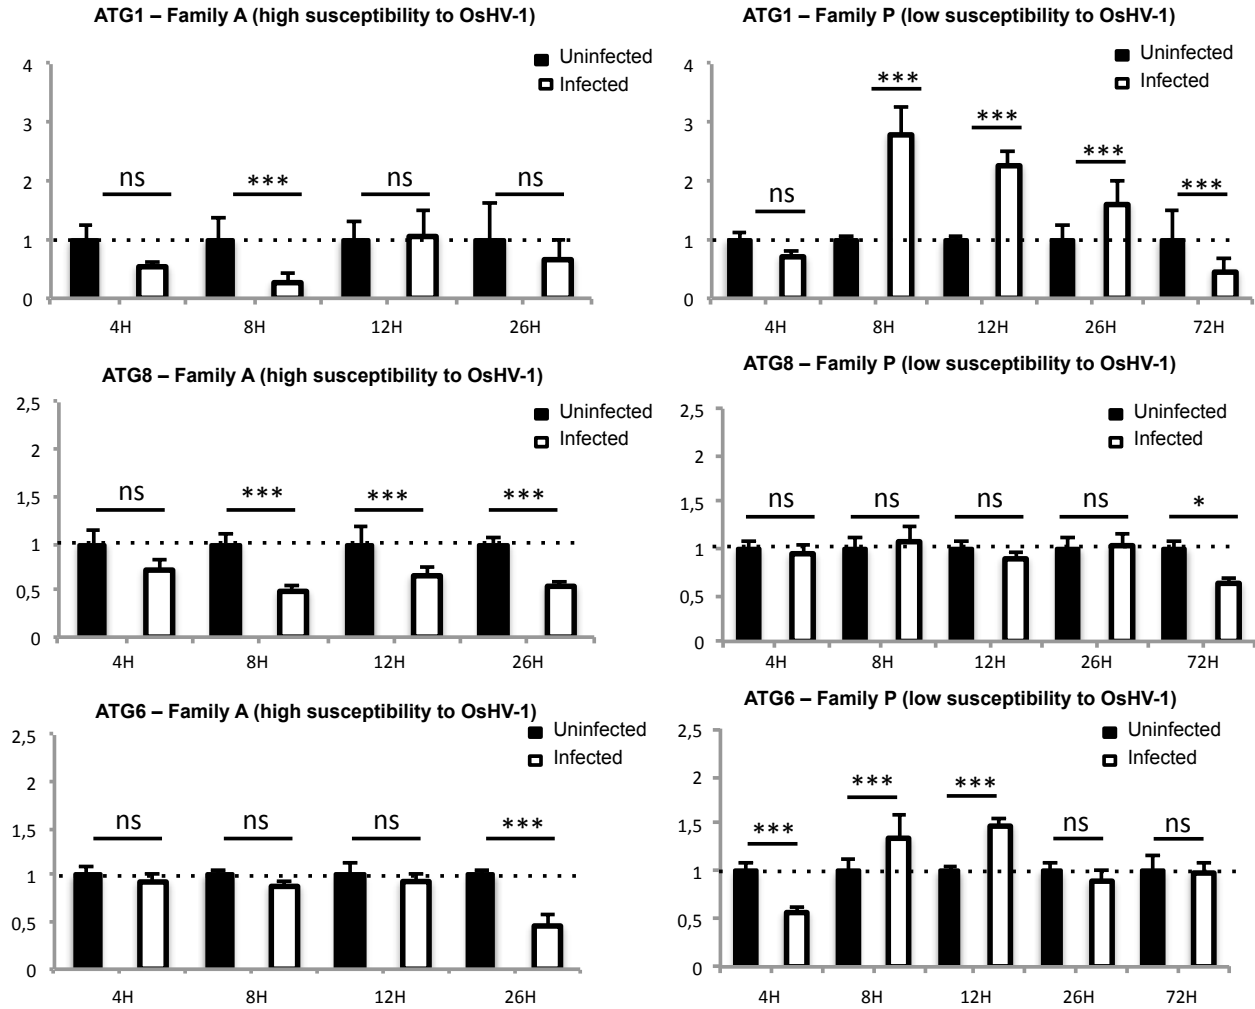 ATG1 – Family A (high susceptibility to OsHV-1)
Uninfected
Infected
4
3
2
1
0
ns
***
ns
ns
4H
8H
12H
26H
ATG1 – Family P (low susceptibility to OsHV-1)
Uninfected
Infected
4
3
2
1
0
ns
***
***
***
***
4H
8H
12H
26H
72H
ATG8 – Family A (high susceptibility to OsHV-1)
Uninfected
Infected
2,5
2
1,5
1
0,5
0
ns
***
***
***
4H
8H
12H
26H
ATG8 – Family P (low susceptibility to OsHV-1)
Uninfected
Infected
2,5
2
1,5
1
0,5
0
ns
ns
ns
ns
*
4H
8H
12H
26H
72H
ATG6 – Family A (high susceptibility to OsHV-1)
Uninfected
Infected
2,5
2
1,5
1
0,5
0
ns
ns
ns
***
4H
8H
12H
26H
ATG6 – Family P (low susceptibility to OsHV-1)
Uninfected
Infected
2,5
2
1,5
1
0,5
0
***
***
***
ns
ns
4H
8H
12H
26H
72H